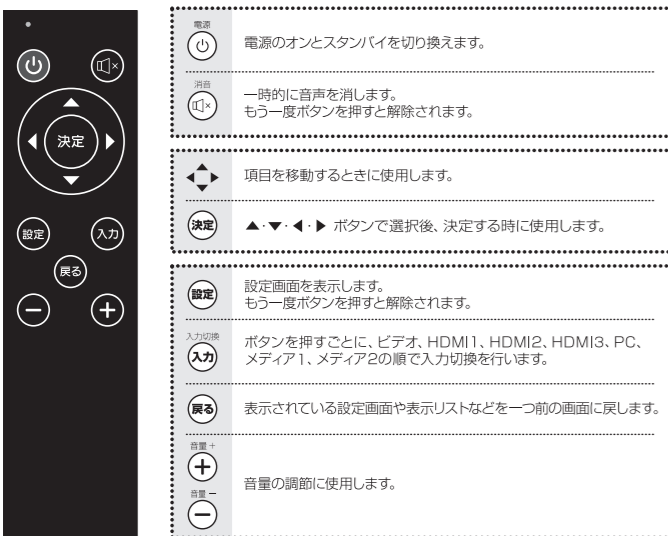 決定
設定
入力
戻る
電源
電源のオンとスタンバイを切り換えます。
消音
一時的に音声を消します。
もう一度ボタンを押すと解除されます。
項目を移動するときに使用します。
決定
▲・▼・◀・▶ ボタンで選択後、決定する時に使用します。
設定
設定画面を表示します。
もう一度ボタンを押すと解除されます。
入力切換
入力
ボタンを押すごとに、ビデオ、HDMI1、HDMI2、HDMI3、PC、
メディア1、メディア2の順で入力切換を行います。
戻る
表示されている設定画面や表示リストなどを一つ前の画面に戻します。
音量 +
音量 −
音量の調節に使用します。